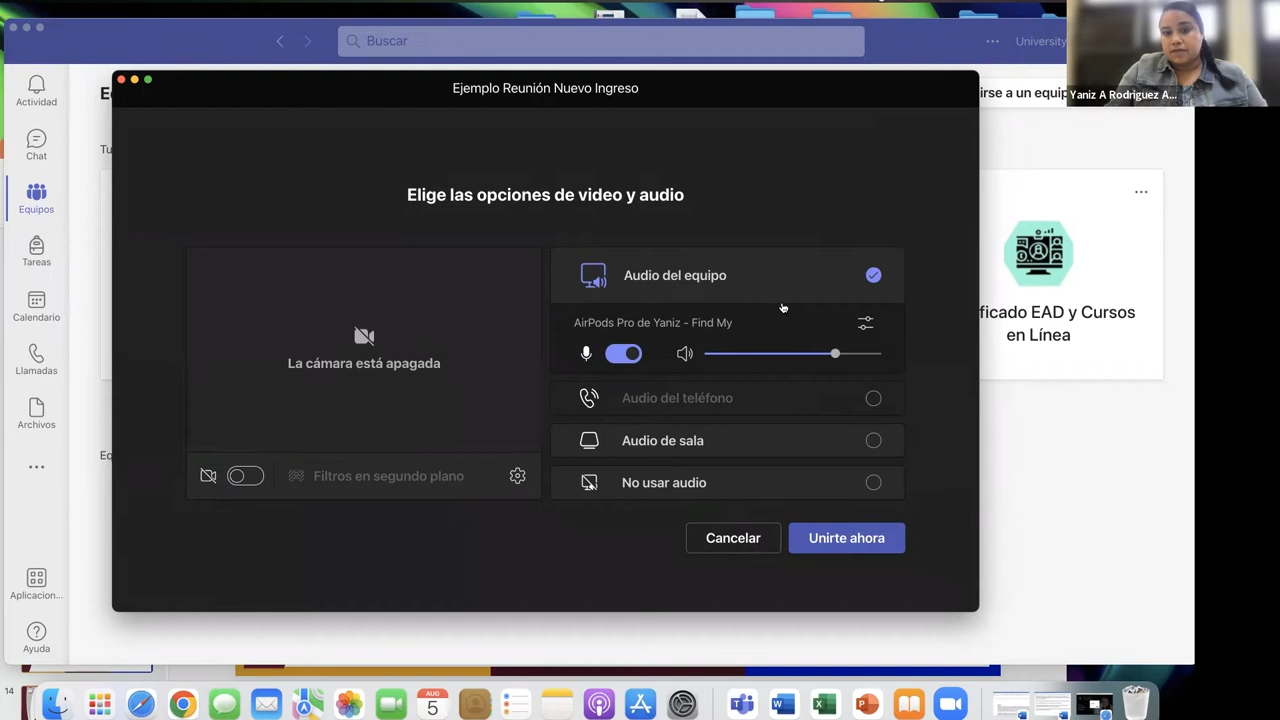 Buscar
University
Yaniz A Rodriguez A...
Actividad
Chat
Equipos
Tareas
Calendario
Llamadas
Archivos
Aplicacion...
Ayuda
irse a un equip
Ejemplo Reunión Nuevo Ingreso
Elige las opciones de video y audio
La cámara está apagada
Filtros en segundo plano
Audio del equipo
AirPods Pro de Yaniz - Find My
Audio del teléfono
Audio de sala
No usar audio
Cancelar
Unirte ahora
ficado EAD y Cursos
en Línea
14
AUG
5